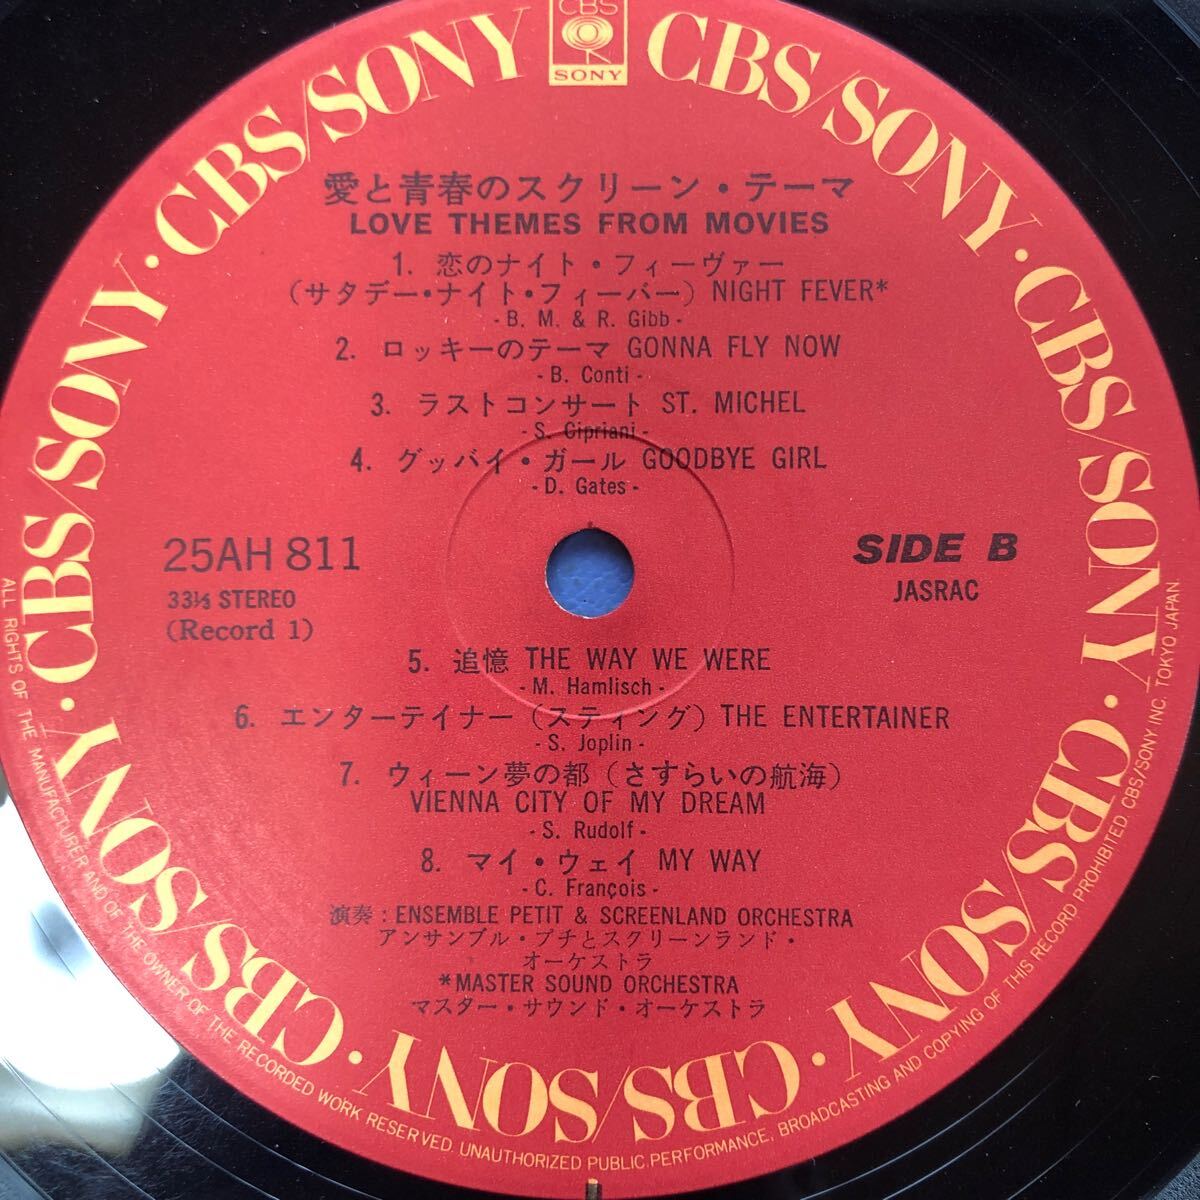 CBS
SONY
CBS/SONY · CBS/SONY · CBS/SONY · CBS/SONY · CBS/SONY · CBS/SONY · CBS/SONY · CBS/SONY
愛と青春のスクリーン・テーマ
LOVE THEMES FROM MOVIES
1. 恋のナイト・フィーヴァー
(サタデー・ナイト・フィーバー) NIGHT FEVER*
- B. M. & R. Gibb -
2. ロッキーのテーマ GONNA FLY NOW
- B. Conti -
3. ラストコンサート ST. MICHEL
- S. Cipriani -
4. グッバイ・ガール GOODBYE GIRL
- D. Gates -
25AH 811
33⅓ STEREO
(Record 1)
SIDE B
JASRAC
5. 追憶 THE WAY WE WERE
- M. Hamlisch -
6. エンターテイナー (スティング) THE ENTERTAINER
- S. Joplin -
7. ウィーン夢の都 (さすらいの航海)
VIENNA CITY OF MY DREAM
- S. Rudolf -
8. マイ・ウェイ MY WAY
- C. François -
演奏: ENSEMBLE PETIT & SCREENLAND ORCHESTRA
アンサンブル・プチとスクリーンランド・
オーケストラ
*MASTER SOUND ORCHESTRA
マスター・サウンド・オーケストラ
ALL RIGHTS OF THE MANUFACTURER AND OF THE OWNER OF THE RECORDED WORK RESERVED. UNAUTHORIZED PUBLIC PERFORMANCE, BROADCASTING AND COPYING OF THIS RECORD PROHIBITED CBS/SONY INC. TOKYO JAPAN.